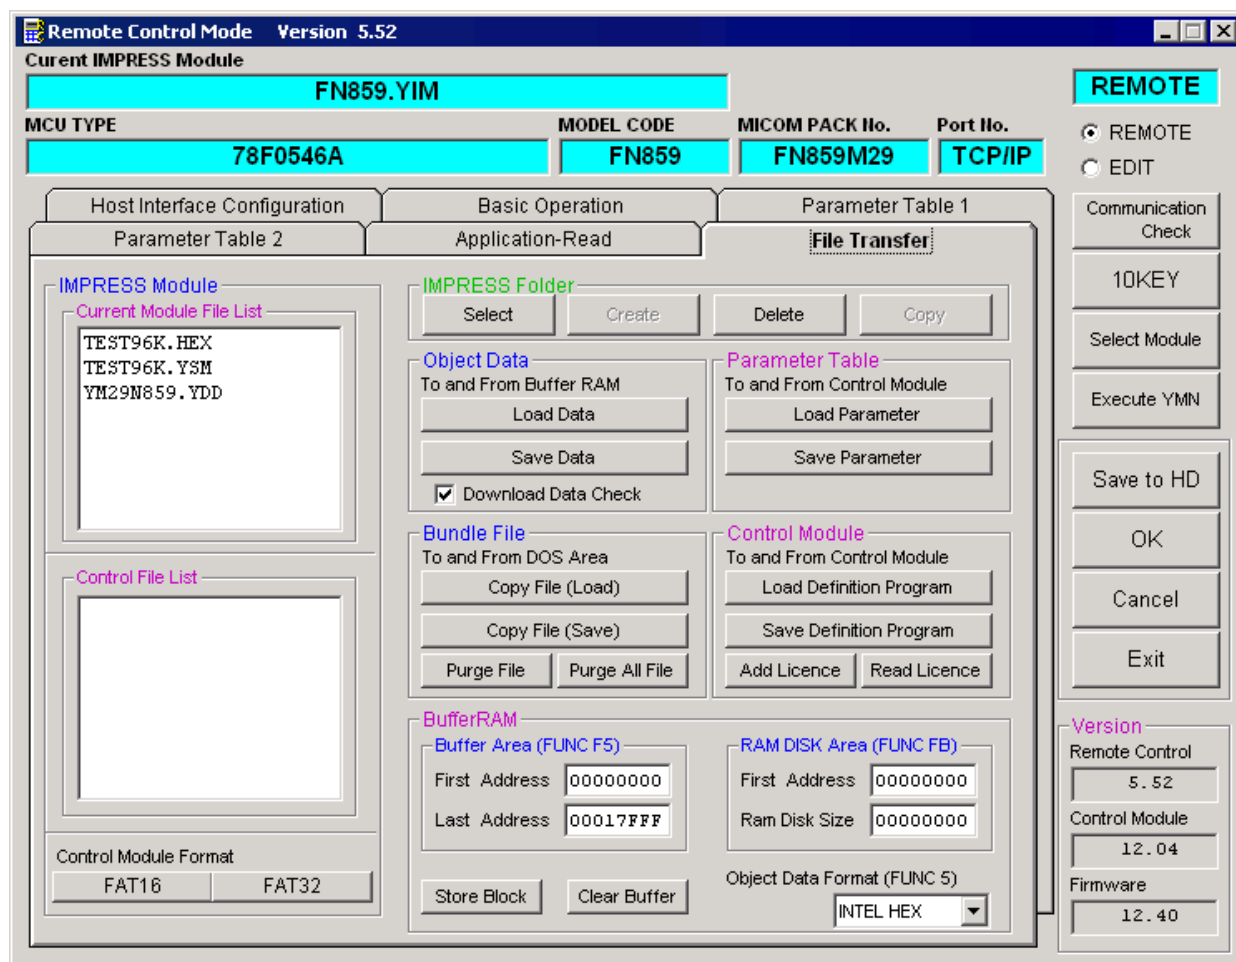 Remote Control Mode Version 5.52
Curent IMPRESS Module
FN859.YIM
REMOTE
MCU TYPE MODEL CODE MICOM PACK No. Port No.
78F0546A FN859 FN859M29 TCP/IP
REMOTE
EDIT
Host Interface Configuration Basic Operation Parameter Table 1
Parameter Table 2 Application-Read File Transfer
Communication
Check
10KEY
Select Module
Execute YMN
Save to HD
OK
Cancel
Exit
IMPRESS Module
Current Module File List
TEST96K.HEX
TEST96K.YSM
YM29N859.YDD
Control File List
Control Module Format
FAT16 FAT32
IMPRESS Folder
Select Create Delete Copy
Object Data
To and From Buffer RAM
Load Data
Save Data
Download Data Check
Parameter Table
To and From Control Module
Load Parameter
Save Parameter
Bundle File
To and From DOS Area
Copy File (Load)
Copy File (Save)
Purge File Purge All File
Control Module
To and From Control Module
Load Definition Program
Save Definition Program
Add Licence Read Licence
BufferRAM
Buffer Area (FUNC F5)
First Address 00000000
Last Address 00017FFF
RAM DISK Area (FUNC FB)
First Address 00000000
Ram Disk Size 00000000
Store Block Clear Buffer
Object Data Format (FUNC 5)
INTEL HEX
Version
Remote Control
5.52
Control Module
12.04
Firmware
12.40